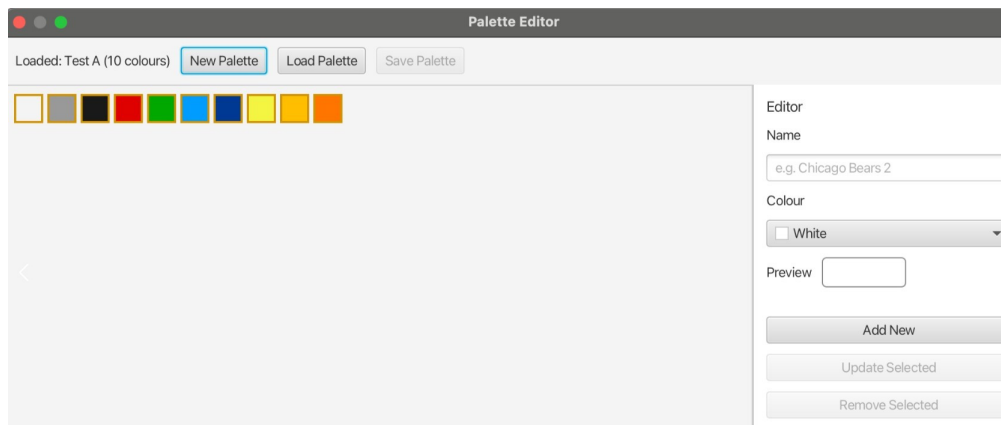 Palette Editor
Loaded: Test A (10 colours) New Palette Load Palette Save Palette
Editor
Name
e.g. Chicago Bears 2
Colour
White
Preview
Add New
Update Selected
Remove Selected